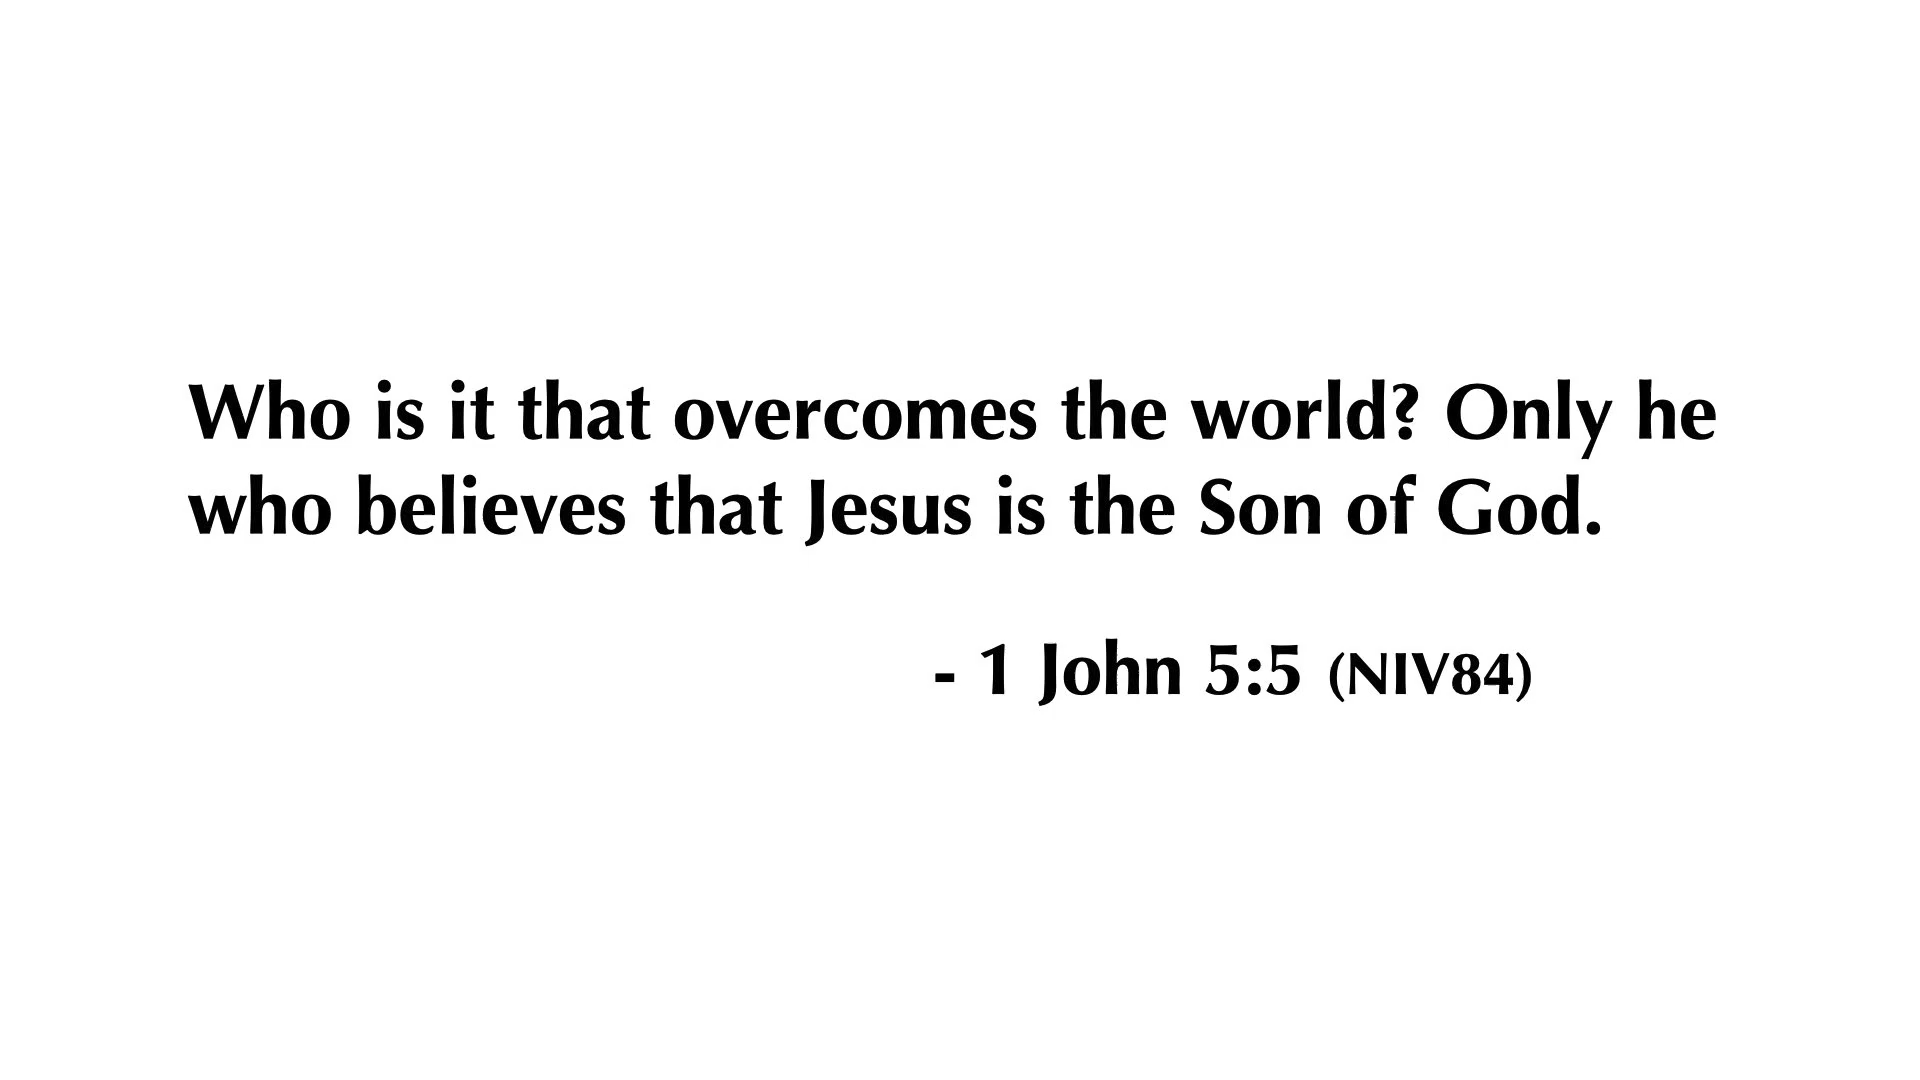 Who is it that overcomes the world? Only he
who believes that Jesus is the Son of God.
- 1 John 5:5 (NIV84)